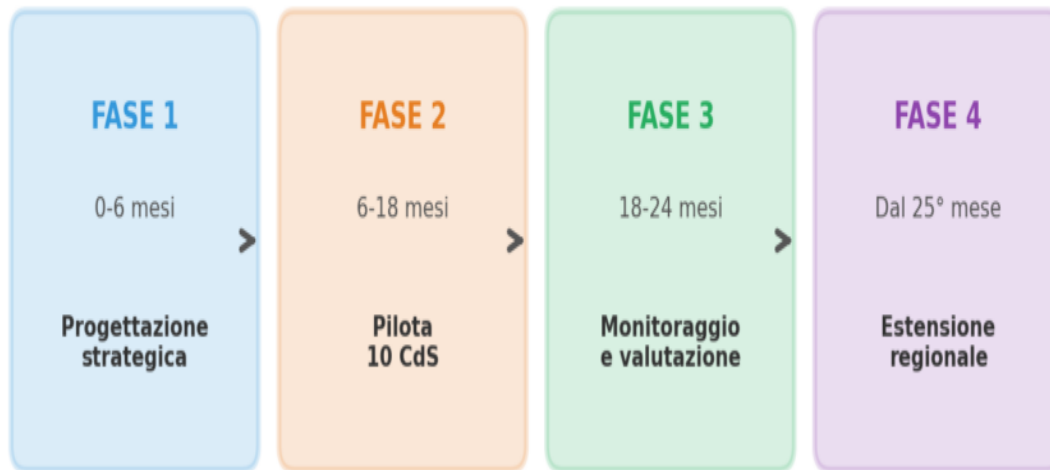 FASE 1
0-6 mesi
Progettazione
strategica
>
FASE 2
6-18 mesi
Pilota
10 CdS
>
FASE 3
18-24 mesi
Monitoraggio
e valutazione
>
FASE 4
Dal 25° mese
Estensione
regionale